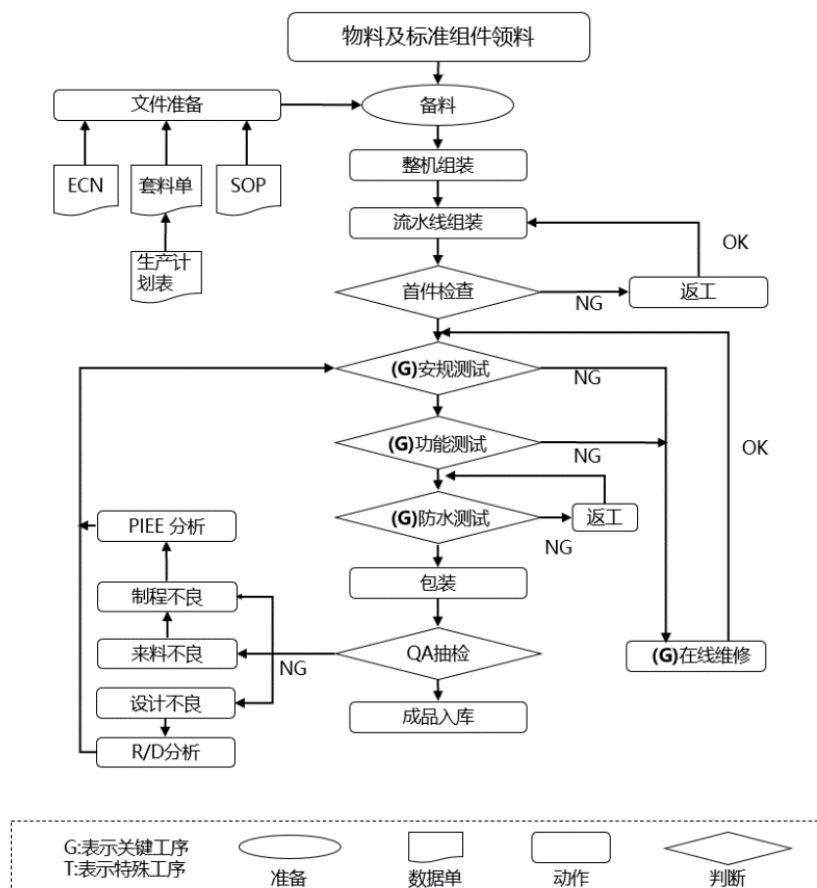 物料及标准组件领料
文件准备
备料
ECN
套料单
SOP
整机组装
流水线组装
生产计
划表
OK
首件检查
NG
返工
(G)安规测试
NG
(G)功能测试
NG
OK
(G)防水测试
NG
返工
PIEE 分析
包装
制程不良
来料不良
NG
QA抽检
(G)在线维修
设计不良
成品入库
R/D分析
G:表示关键工序
T:表示特殊工序
准备
数据单
动作
判断